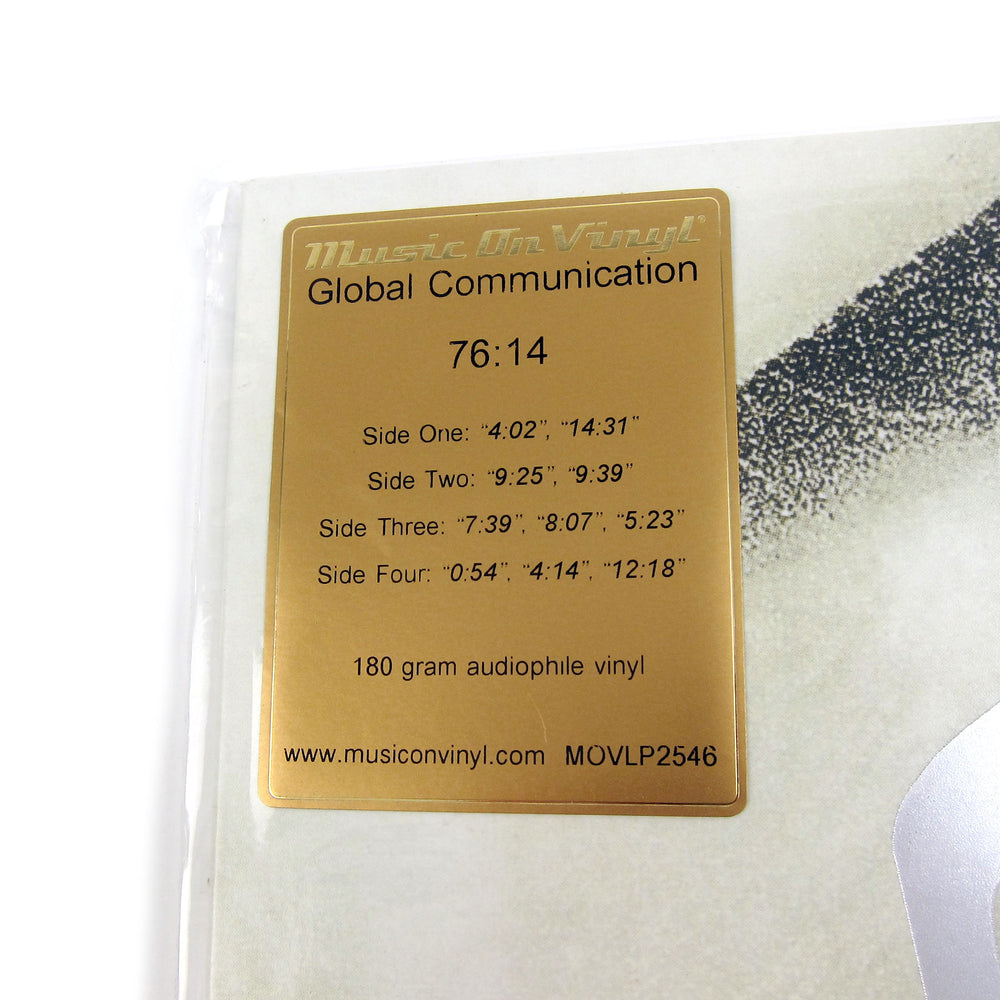 Music On Vinyl®
Global Communication
76:14
Side One: “4:02”, “14:31”
Side Two: “9:25”, “9:39”
Side Three: “7:39”, “8:07”, “5:23”
Side Four: “0:54”, “4:14”, “12:18”
180 gram audiophile vinyl
www.musiconvinyl.com MOVLP2546